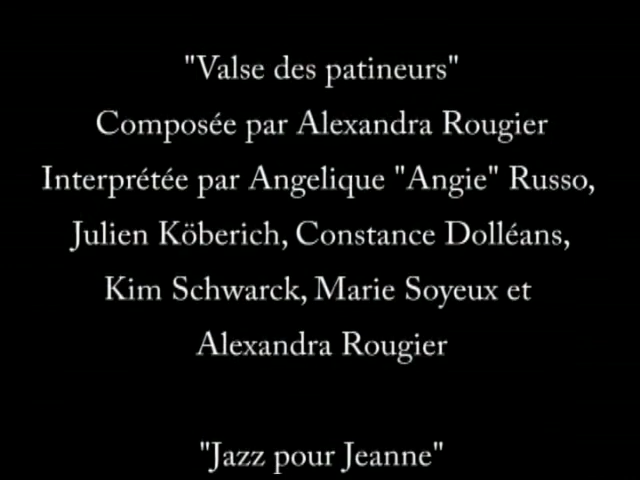 "Valse des patineurs"
Composée par Alexandra Rougier
Interprétée par Angelique "Angie" Russo,
Julien Köberich, Constance Dolléans,
Kim Schwarck, Marie Soyeux et
Alexandra Rougier
"Jazz pour Jeanne"